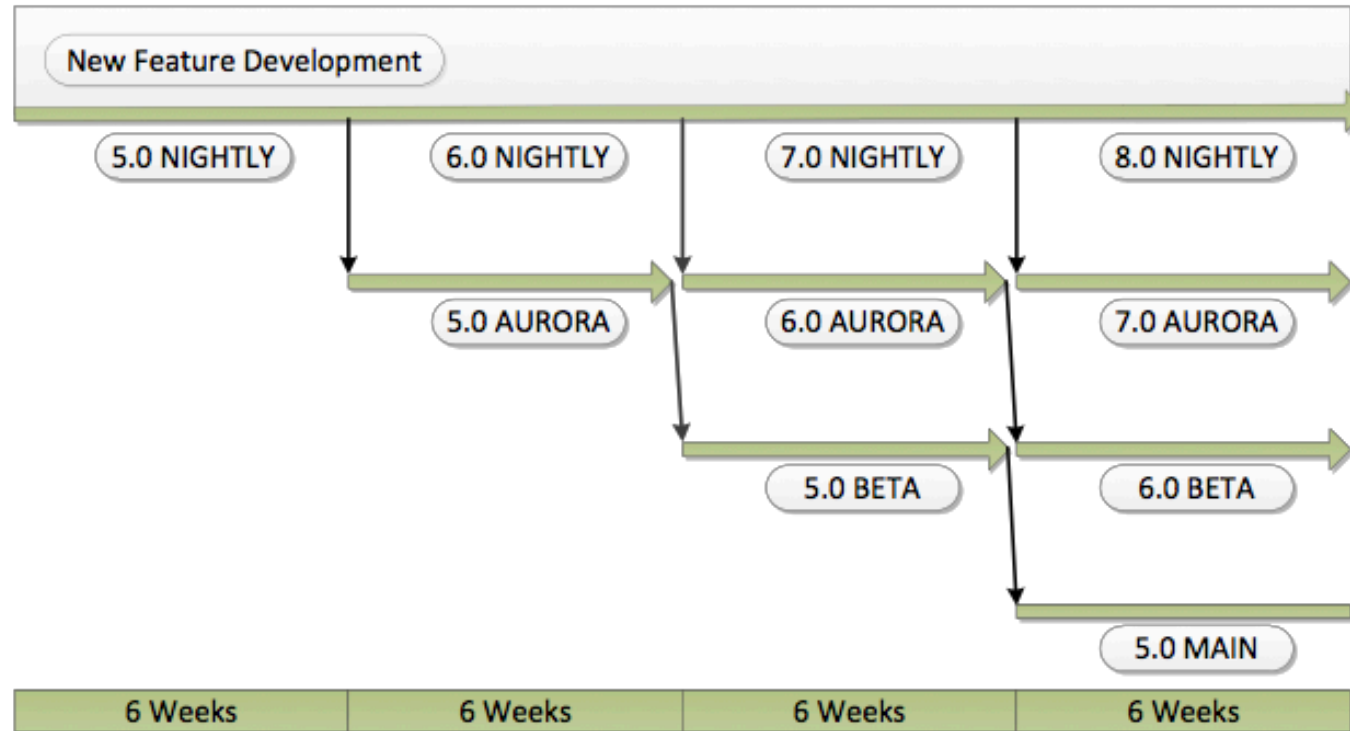 New Feature Development
5.0 NIGHTLY 6.0 NIGHTLY 7.0 NIGHTLY 8.0 NIGHTLY
5.0 AURORA 6.0 AURORA 7.0 AURORA
5.0 BETA 6.0 BETA
5.0 MAIN
6 Weeks 6 Weeks 6 Weeks 6 Weeks